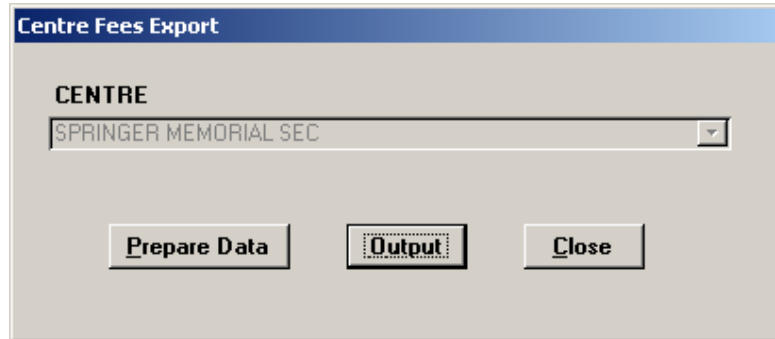 Centre Fees Export
CENTRE
SPRINGER MEMORIAL SEC
Prepare Data Output Close